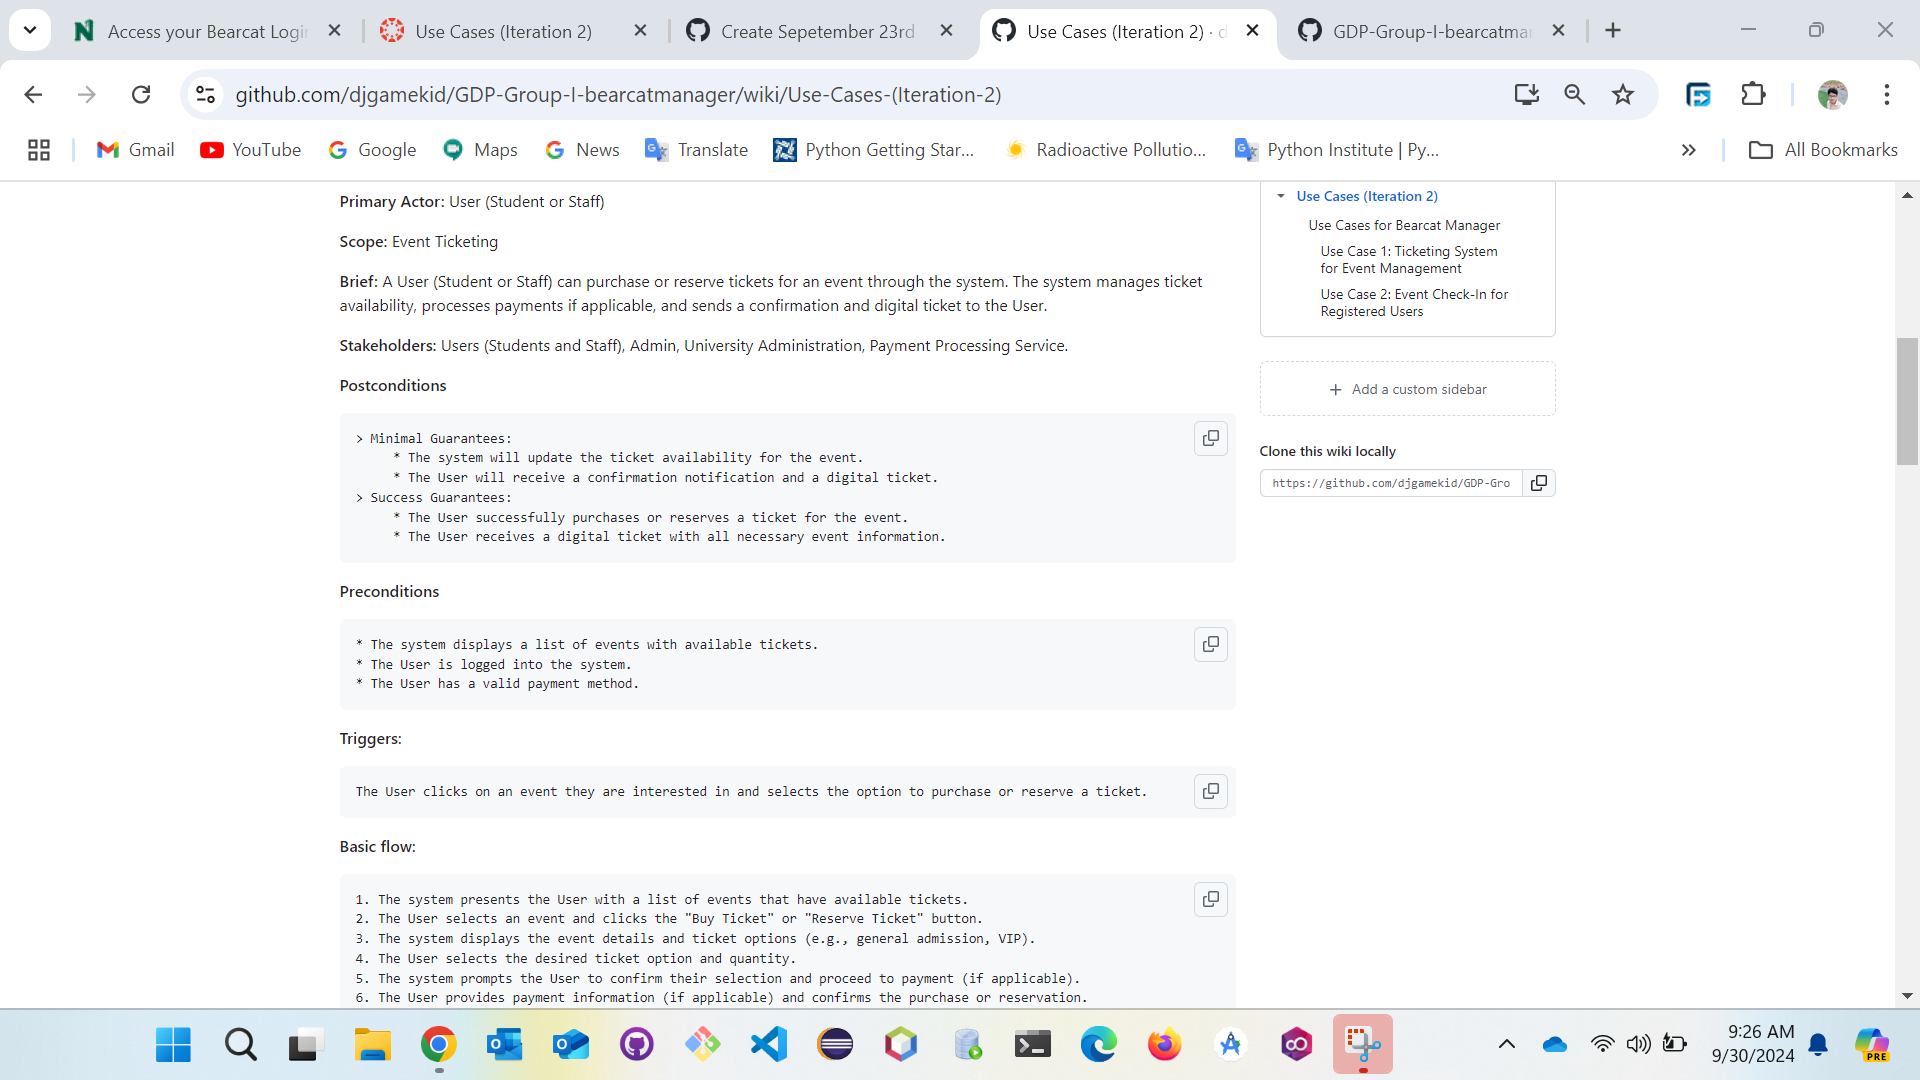 Access your Bearcat Logi
Use Cases (Iteration 2)
Create Sepetember 23rd
Use Cases (Iteration 2) · d
GDP-Group-I-bearcatmar
github.com/djgamekid/GDP-Group-I-bearcatmanager/wiki/Use-Cases-(Iteration-2)
Gmail
YouTube
Google
Maps
News
Translate
Python Getting Star...
Radioactive Pollutio...
Python Institute | Py...
All Bookmarks
Primary Actor: User (Student or Staff)
Scope: Event Ticketing
Brief: A User (Student or Staff) can purchase or reserve tickets for an event through the system. The system manages ticket
availability, processes payments if applicable, and sends a confirmation and digital ticket to the User.
Stakeholders: Users (Students and Staff), Admin, University Administration, Payment Processing Service.
Postconditions
> Minimal Guarantees:
* The system will update the ticket availability for the event.
* The User will receive a confirmation notification and a digital ticket.
> Success Guarantees:
* The User successfully purchases or reserves a ticket for the event.
* The User receives a digital ticket with all necessary event information.
Preconditions
* The system displays a list of events with available tickets.
* The User is logged into the system.
* The User has a valid payment method.
Triggers:
The User clicks on an event they are interested in and selects the option to purchase or reserve a ticket.
Basic flow:
1. The system presents the User with a list of events that have available tickets.
2. The User selects an event and clicks the "Buy Ticket" or "Reserve Ticket" button.
3. The system displays the event details and ticket options (e.g., general admission, VIP).
4. The User selects the desired ticket option and quantity.
5. The system prompts the User to confirm their selection and proceed to payment (if applicable).
6. The User provides payment information (if applicable) and confirms the purchase or reservation.
Use Cases (Iteration 2)
Use Cases for Bearcat Manager
Use Case 1: Ticketing System
for Event Management
Use Case 2: Event Check-In for
Registered Users
+ Add a custom sidebar
Clone this wiki locally
https://github.com/djgamekid/GDP-Gro
9:26 AM
9/30/2024
PRE